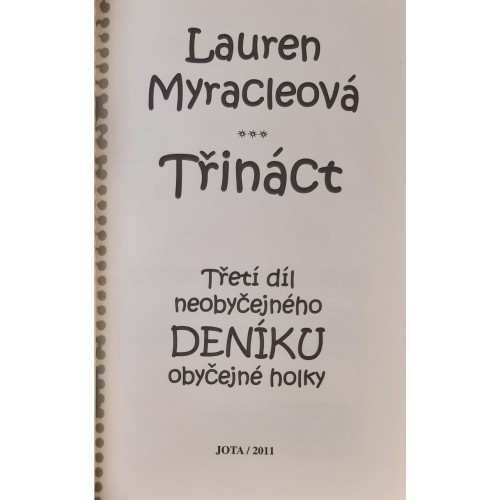 Lauren
Myracleová
***
Třináct
Třetí díl
neobyčejného
DENÍKU
obyčejné holky
JOTA / 2011